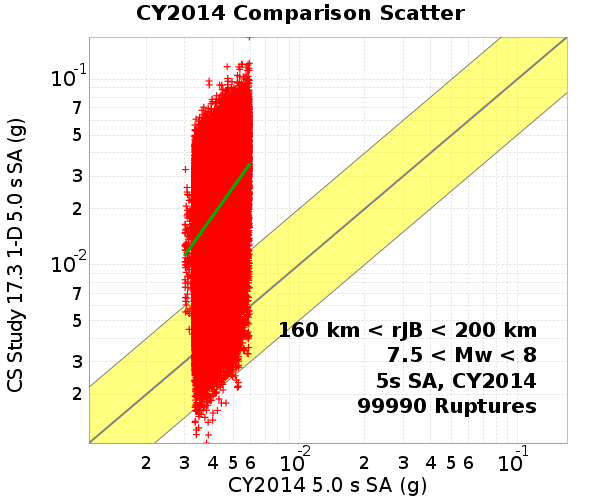 CY2014 Comparison Scatter
CS Study 17.3 1-D 5.0 s SA (g)
10-1
7
5
3
2
10-2
7
5
3
2
160 km < rJB < 200 km
7.5 < Mw < 8
5s SA, CY2014
99990 Ruptures
2 3 4 5 6 10-2 2 3 4 5 6 10-1
CY2014 5.0 s SA (g)